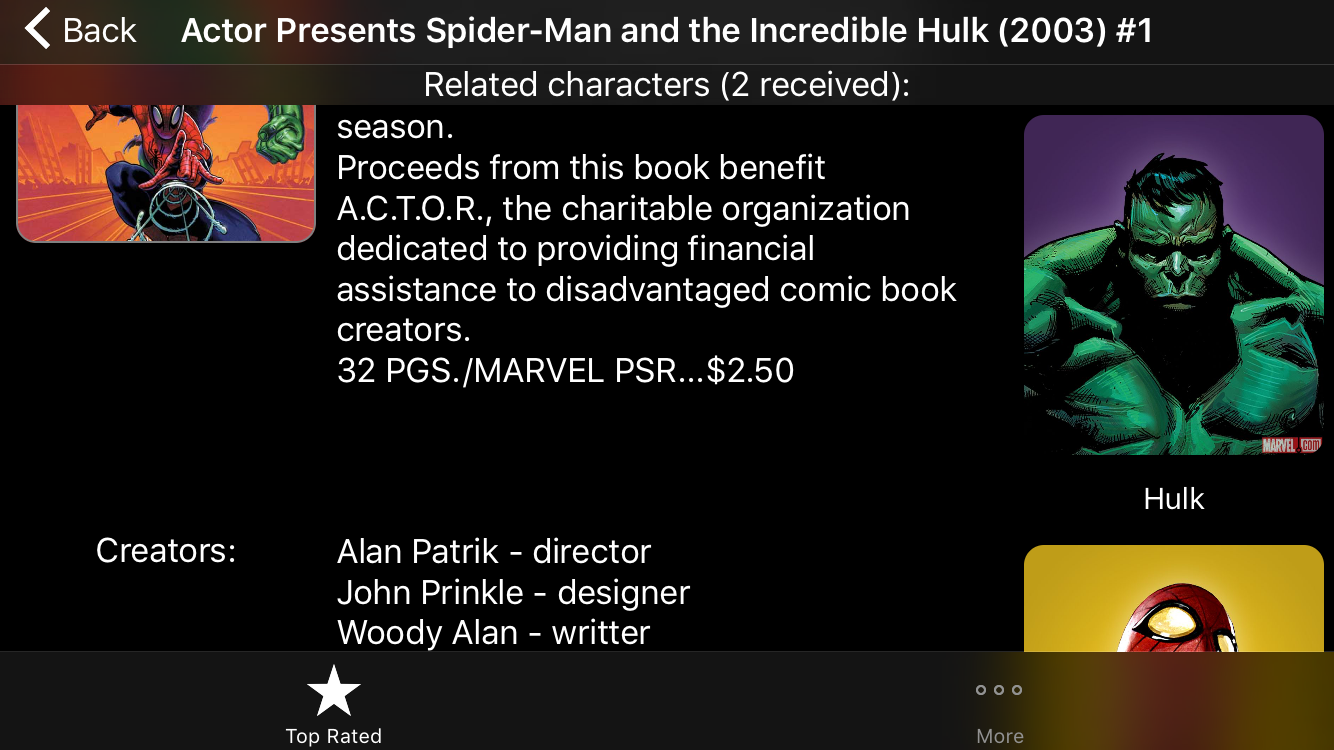 Back
Actor Presents Spider-Man and the Incredible Hulk (2003) #1
Related characters (2 received):
season.
Proceeds from this book benefit
A.C.T.O.R., the charitable organization
dedicated to providing financial
assistance to disadvantaged comic book
creators.
32 PGS./MARVEL PSR...$2.50
MARVEL.COM
Hulk
Creators:
Alan Patrik - director
John Prinkle - designer
Woody Alan - writter
Top Rated
More